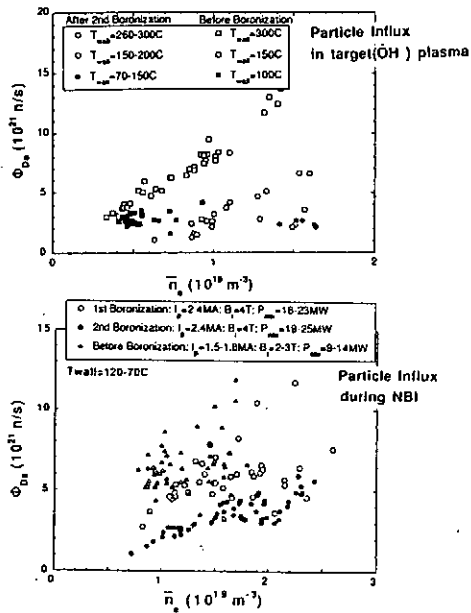 After 2nd Boronization Before Boronization
T_wall=260-300C T_wall=300C
T_wall=150-200C T_wall=150C
T_wall=70-150C T_wall=100C
Particle Influx
in target(OH) plasma
20
15
10
5
0
Φ_Dα (10^21 n/s)
0 1 2
n̅_e (10^19 m^-3)
1st Boronization: I_p=2.4MA: B_t=4T: P_NBI=16-23MW
2nd Boronization: I_p=2.4MA: B_t=4T: P_NBI=19-25MW
Before Boronization: I_p=1.5-1.8MA: B_t=2-3T: P_NBI=9-14MW
Twall=120-70C
Particle Influx
during NBI
15
10
5
0
Φ_Dα (10^21 n/s)
0 1 2 3
n̅_e (10^19 m^-3)